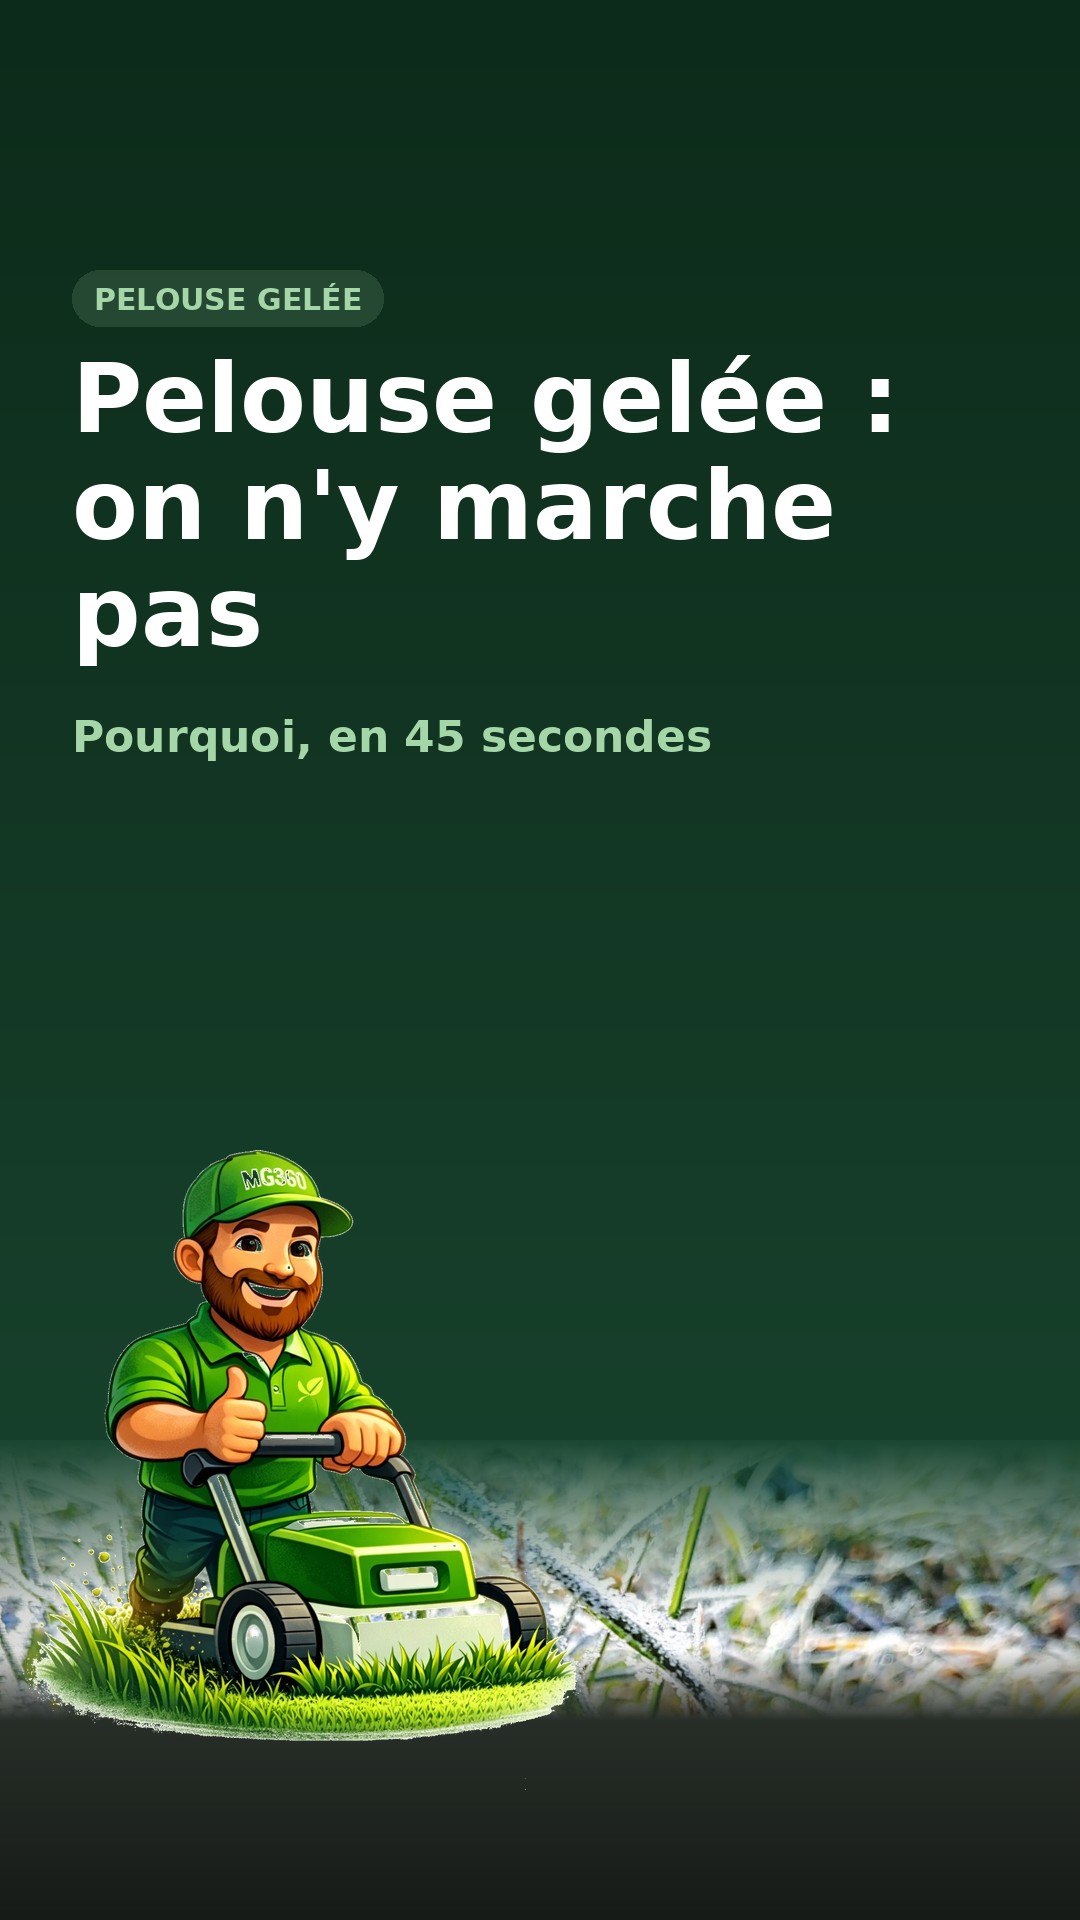 PELOUSE GELÉE
Pelouse gelée :
on n'y marche
pas
Pourquoi, en 45 secondes
MG360